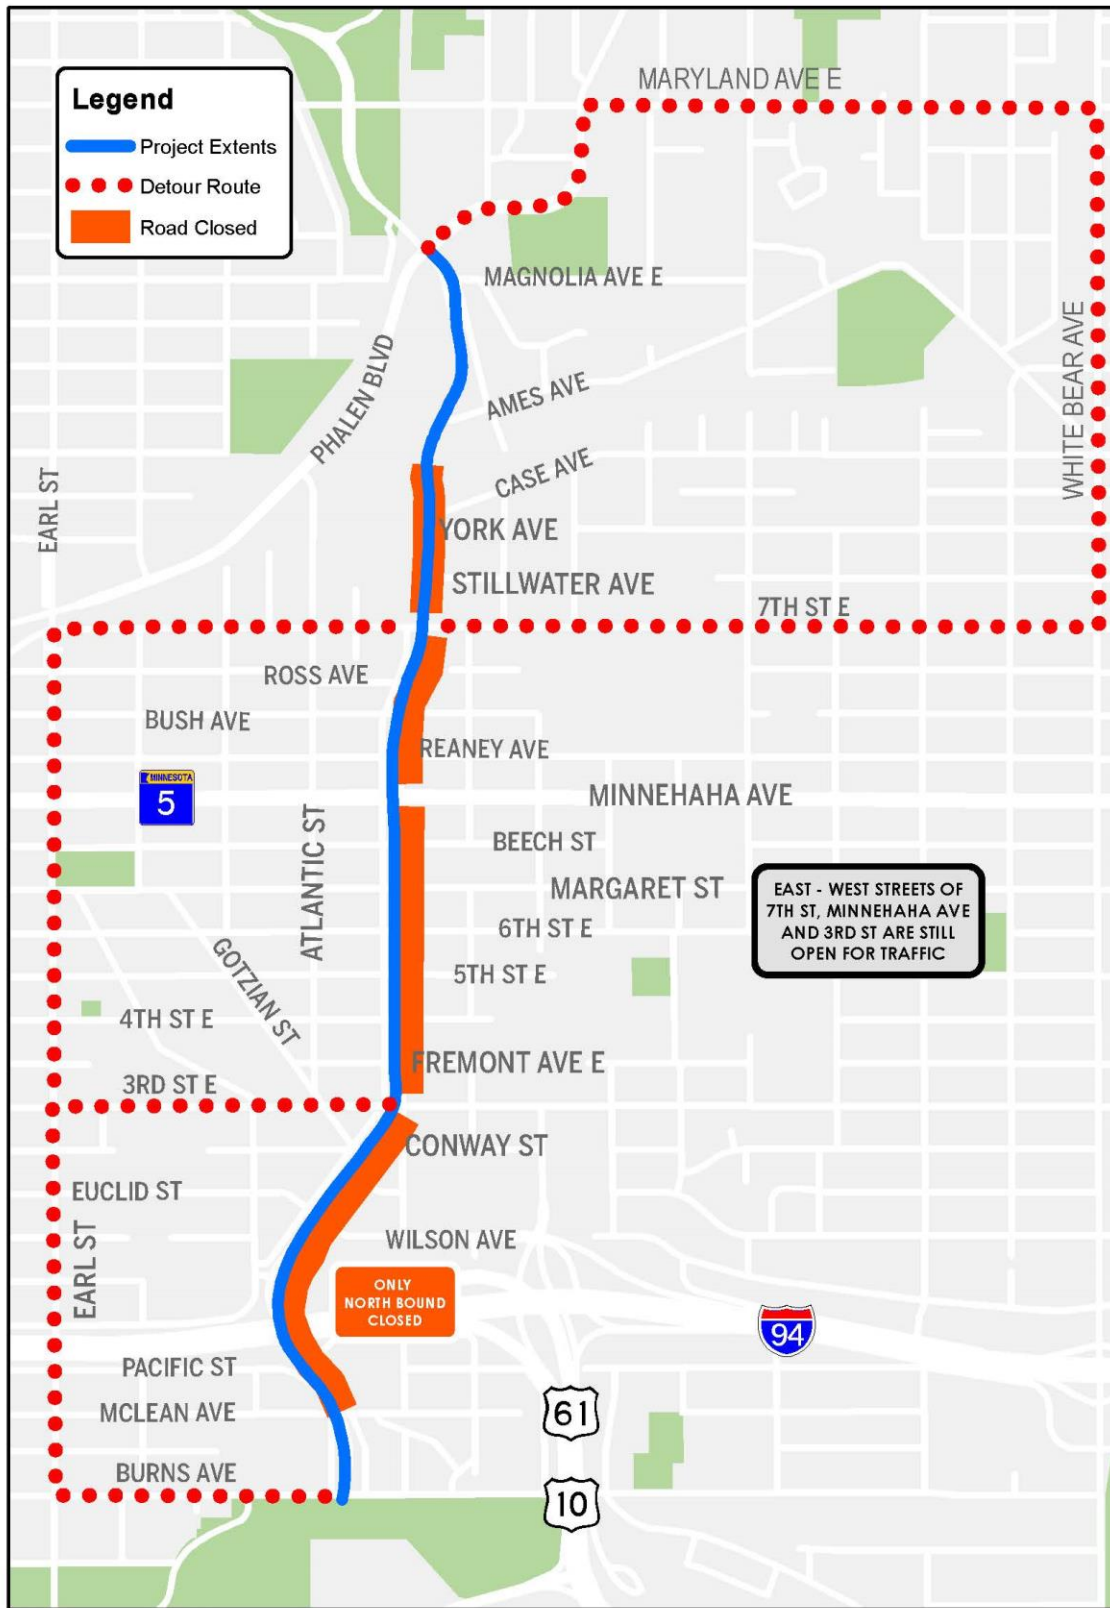 MARYLAND AVE E
Legend
Project Extents
Detour Route
Road Closed
MAGNOLIA AVE E
PHALEN BLVD
WHITE BEAR AVE
AMES AVE
CASE AVE
EARL ST
YORK AVE
STILLWATER AVE
7TH ST E
ROSS AVE
BUSH AVE
REANEY AVE
MINNESOTA
5
MINNEHAHA AVE
ATLANTIC ST
BEECH ST
MARGARET ST
EAST - WEST STREETS OF
7TH ST, MINNEHAHA AVE
AND 3RD ST ARE STILL
OPEN FOR TRAFFIC
6TH ST E
GOTZIAN ST
5TH ST E
4TH ST E
FREMONT AVE E
3RD ST E
CONWAY ST
EUCLID ST
EARL ST
WILSON AVE
ONLY
NORTH BOUND
CLOSED
94
PACIFIC ST
MCLEAN AVE
61
BURNS AVE
10